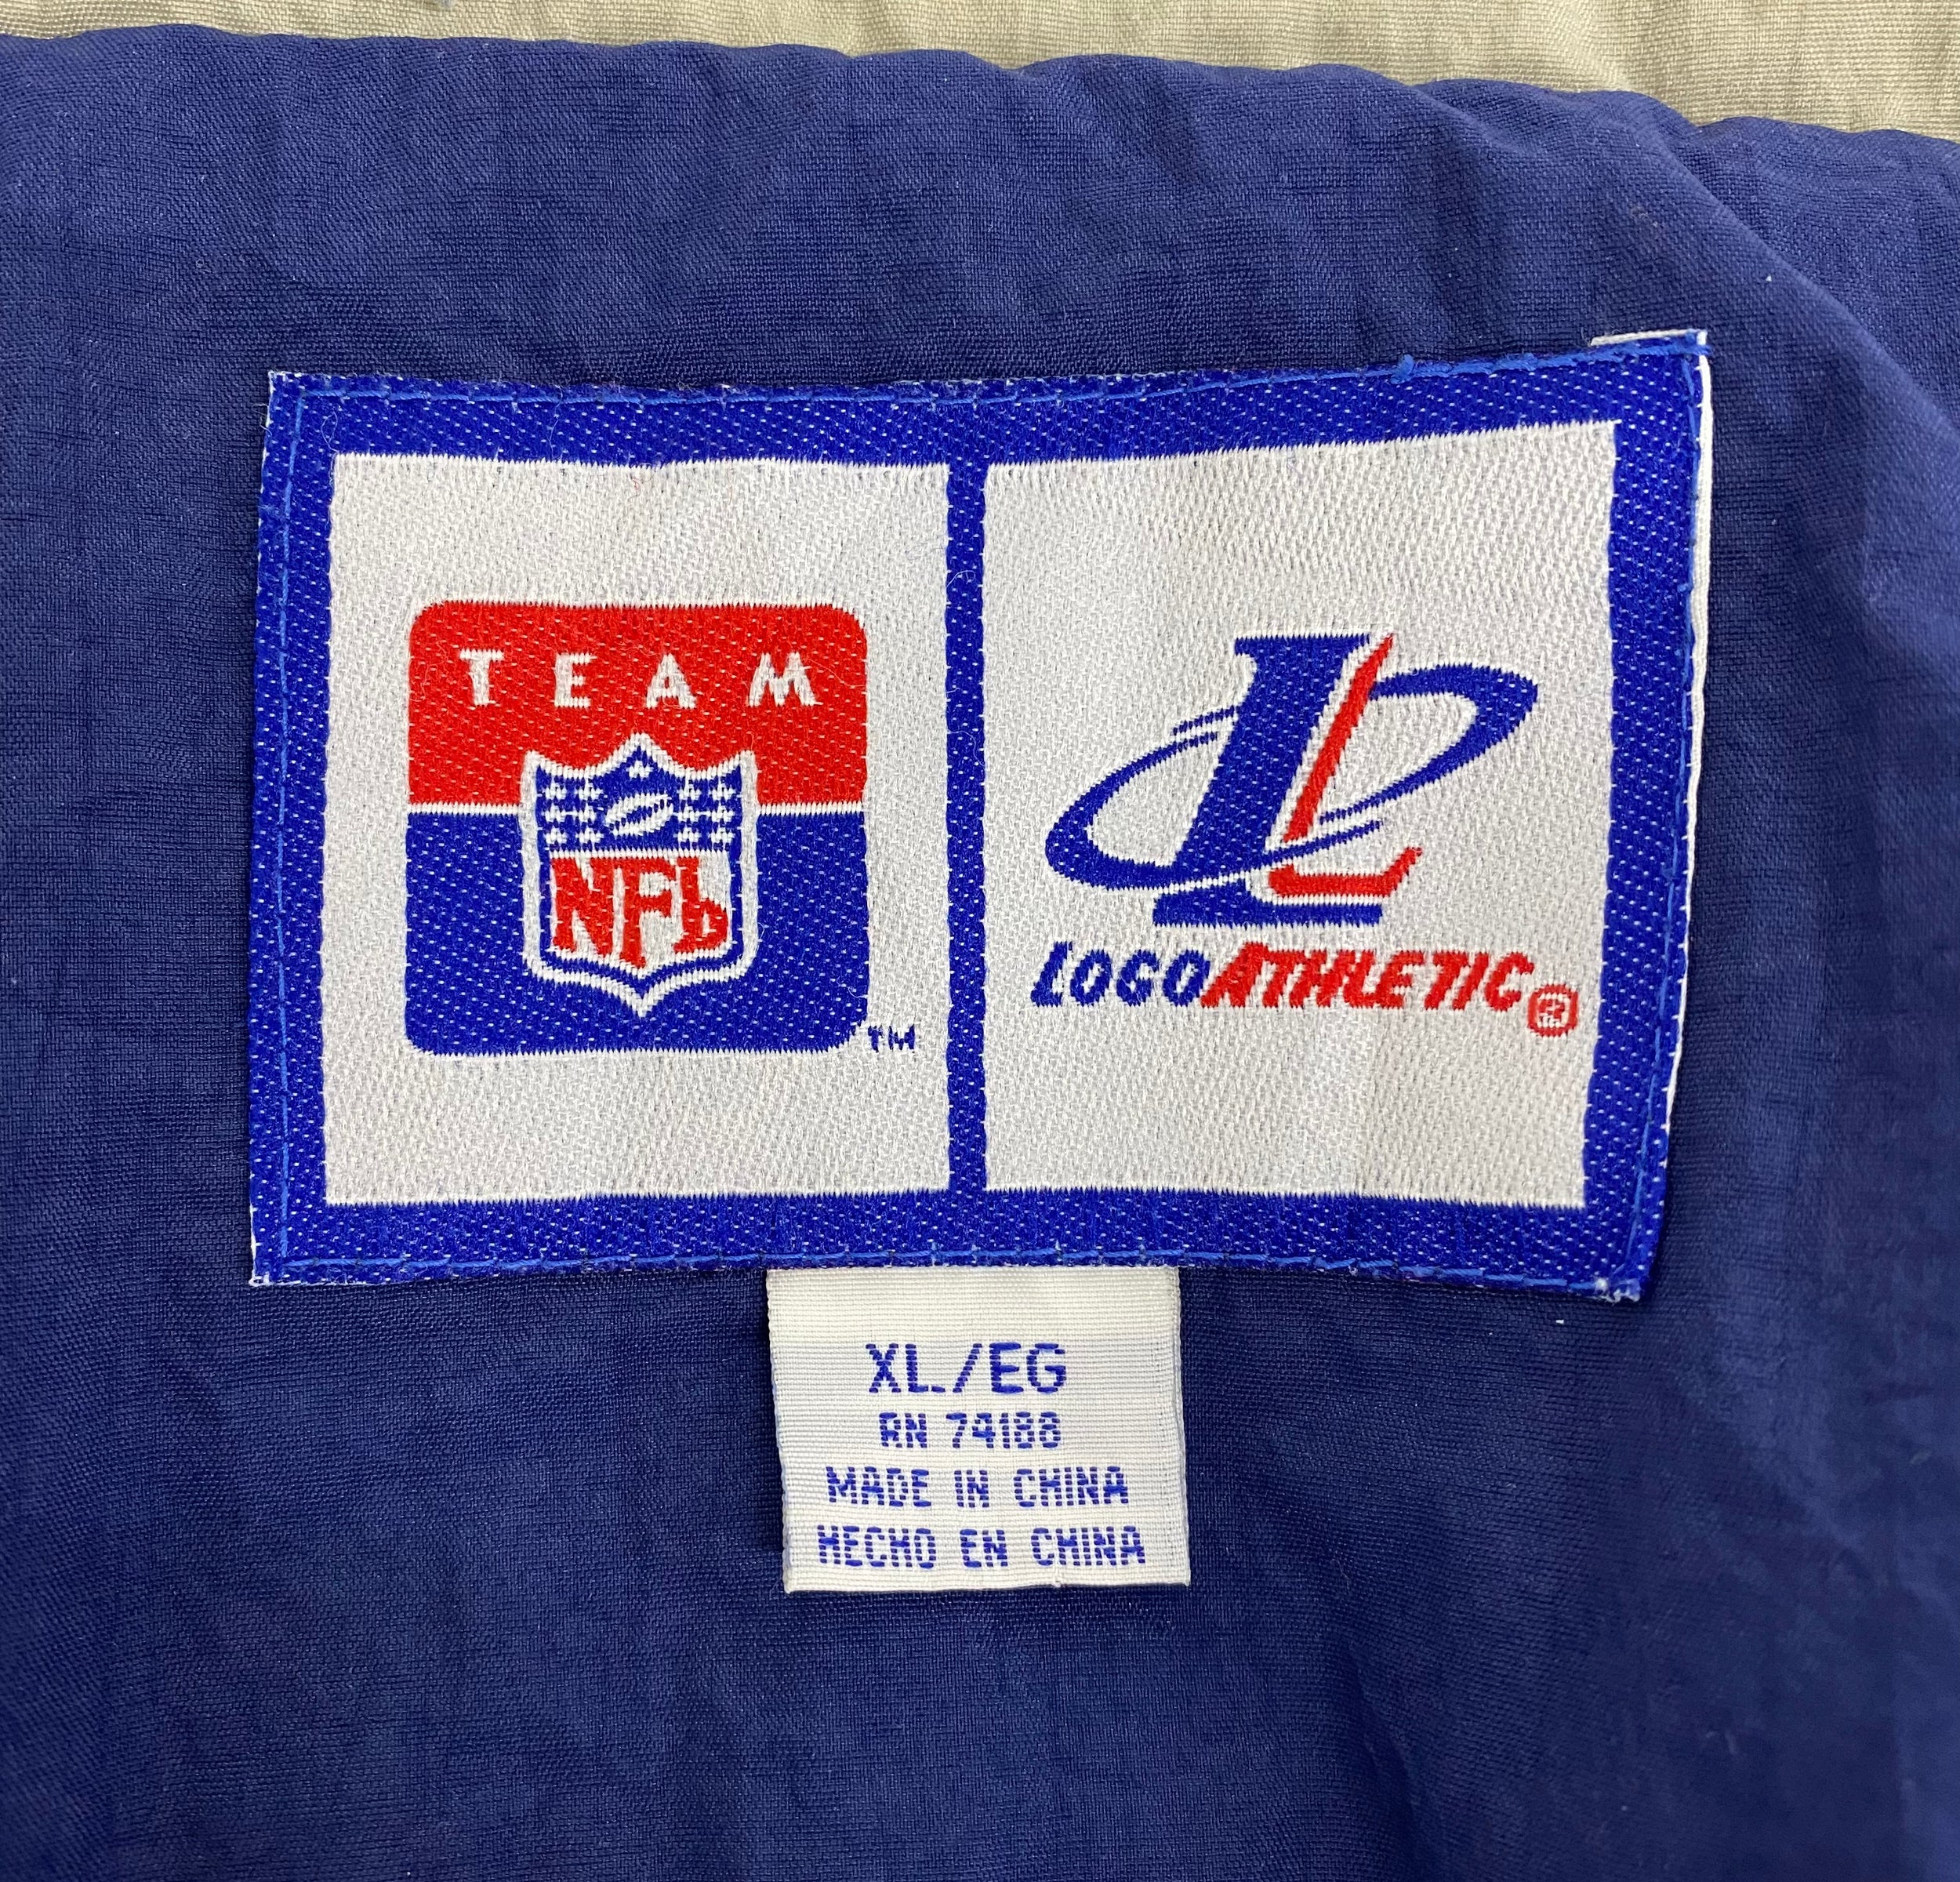 TEAM
NFL
TM
LOGOATHLETIC®
XL/EG
RN 74188
MADE IN CHINA
HECHO EN CHINA